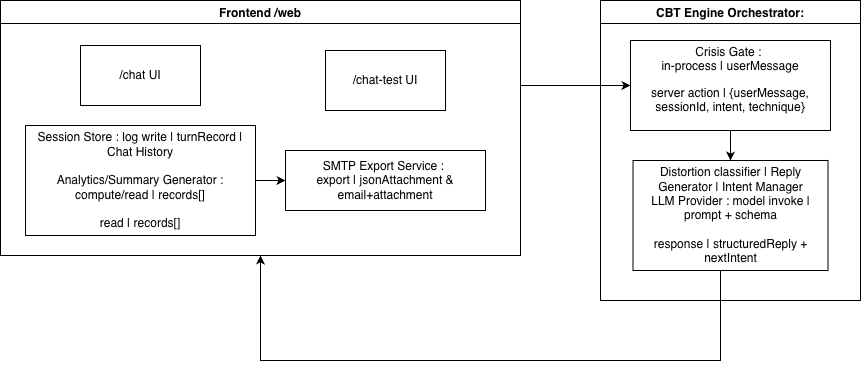 Frontend /web
/chat UI
/chat-test UI
Session Store : log write | turnRecord |
Chat History
Analytics/Summary Generator :
compute/read | records[]
read | records[]
SMTP Export Service :
export | jsonAttachment &
email+attachment
CBT Engine Orchestrator:
Crisis Gate :
in-process | userMessage
server action | {userMessage,
sessionId, intent, technique}
Distortion classifier | Reply
Generator | Intent Manager
LLM Provider : model invoke |
prompt + schema
response | structuredReply +
nextIntent